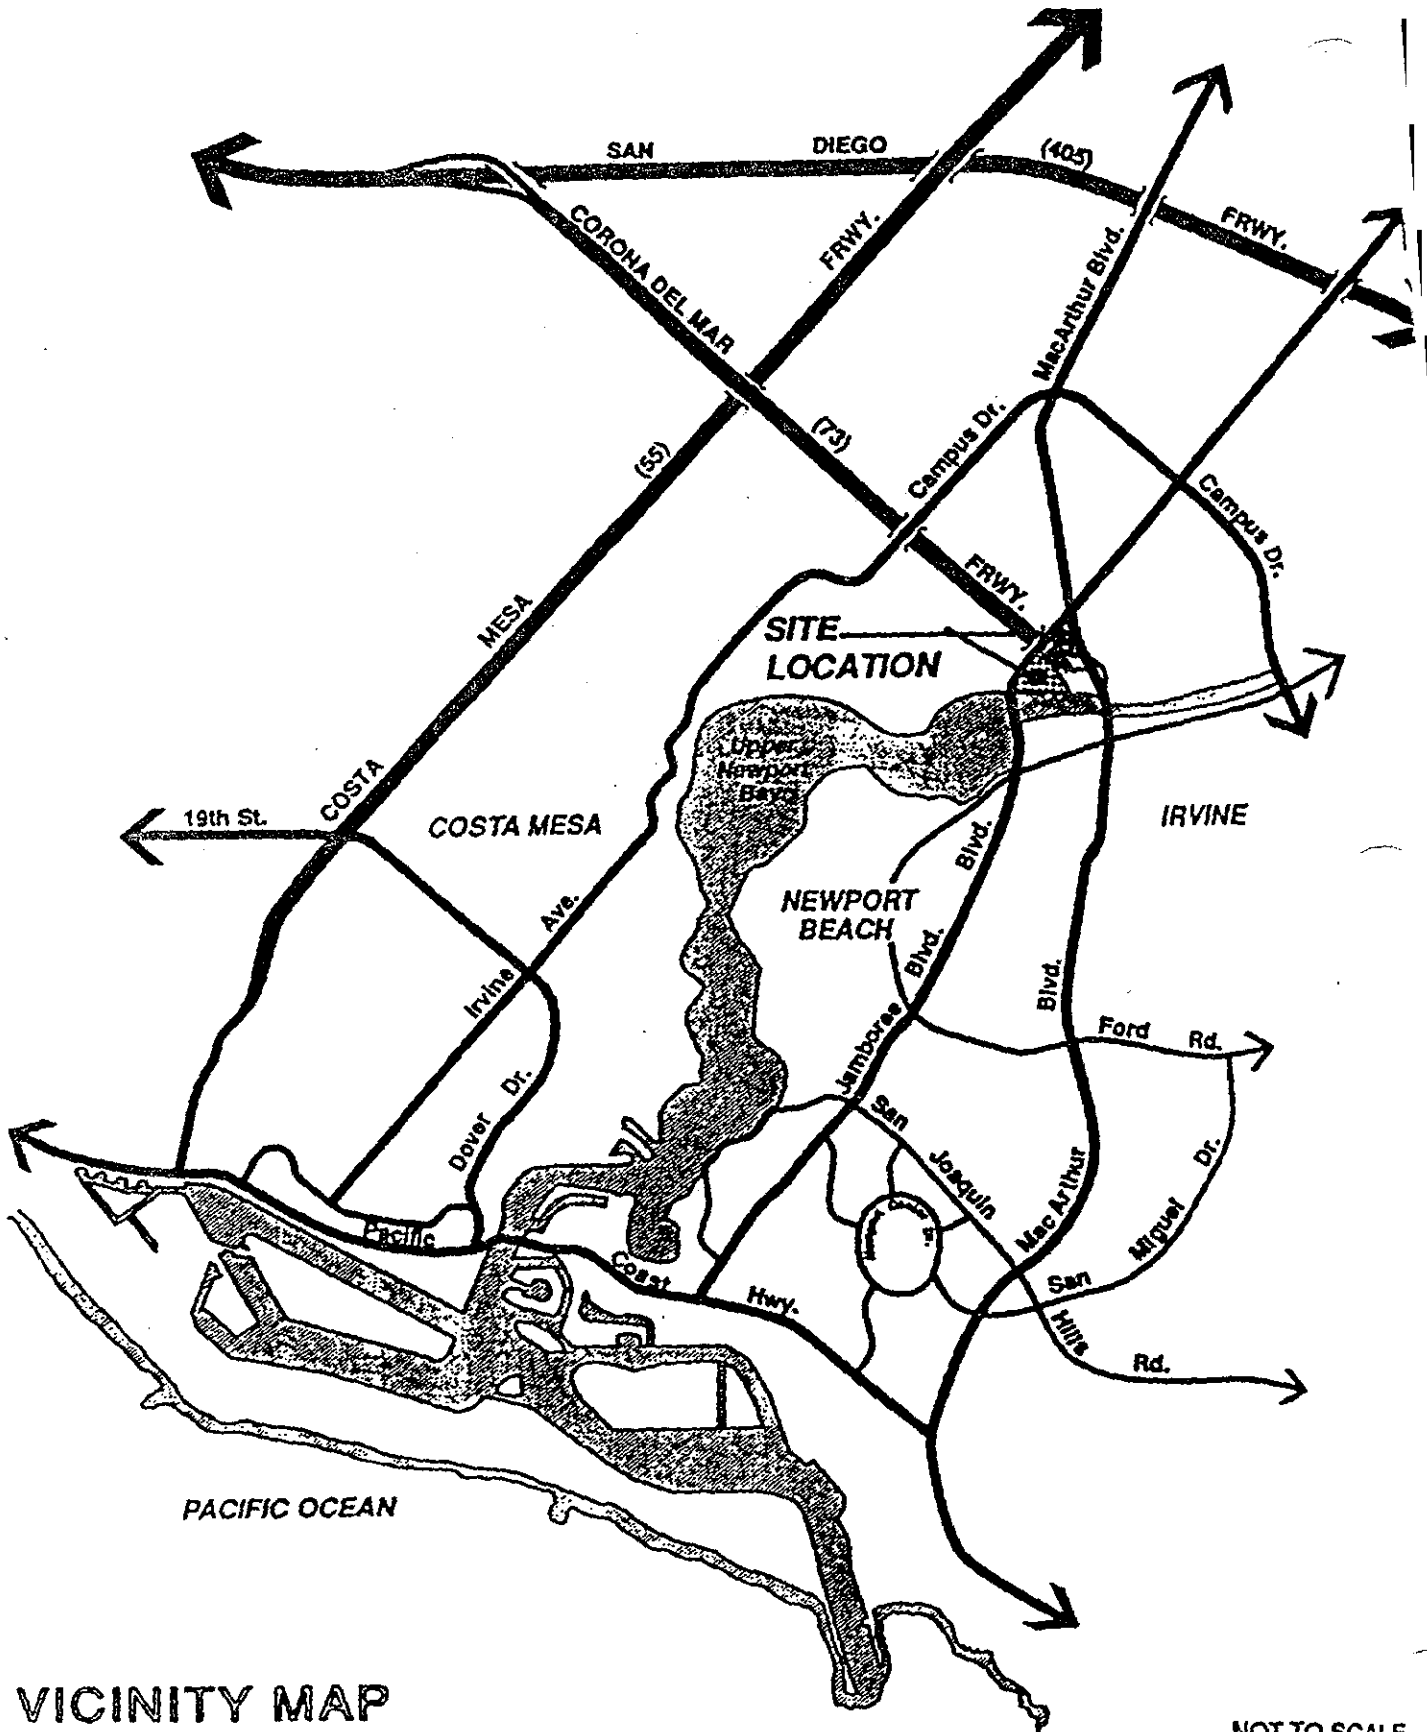 SAN DIEGO (405) FRWY.
CORONA DEL MAR (73) FRWY.
COSTA MESA (55) FRWY.
MacArthur Blvd.
Campus Dr.
Campus Dr.
SITE
LOCATION
Upper
Newport
Bay
19th St.
COSTA MESA
IRVINE
NEWPORT
BEACH
Irvine Ave.
Blvd.
Jamboree Blvd.
Blvd.
Mac Arthur
Ford Rd.
Dover Dr.
San Joaquin Hills Rd.
San Miguel Dr.
Newport Center Dr.
Pacific Coast Hwy.
PACIFIC OCEAN
VICINITY MAP
NOT TO SCALE